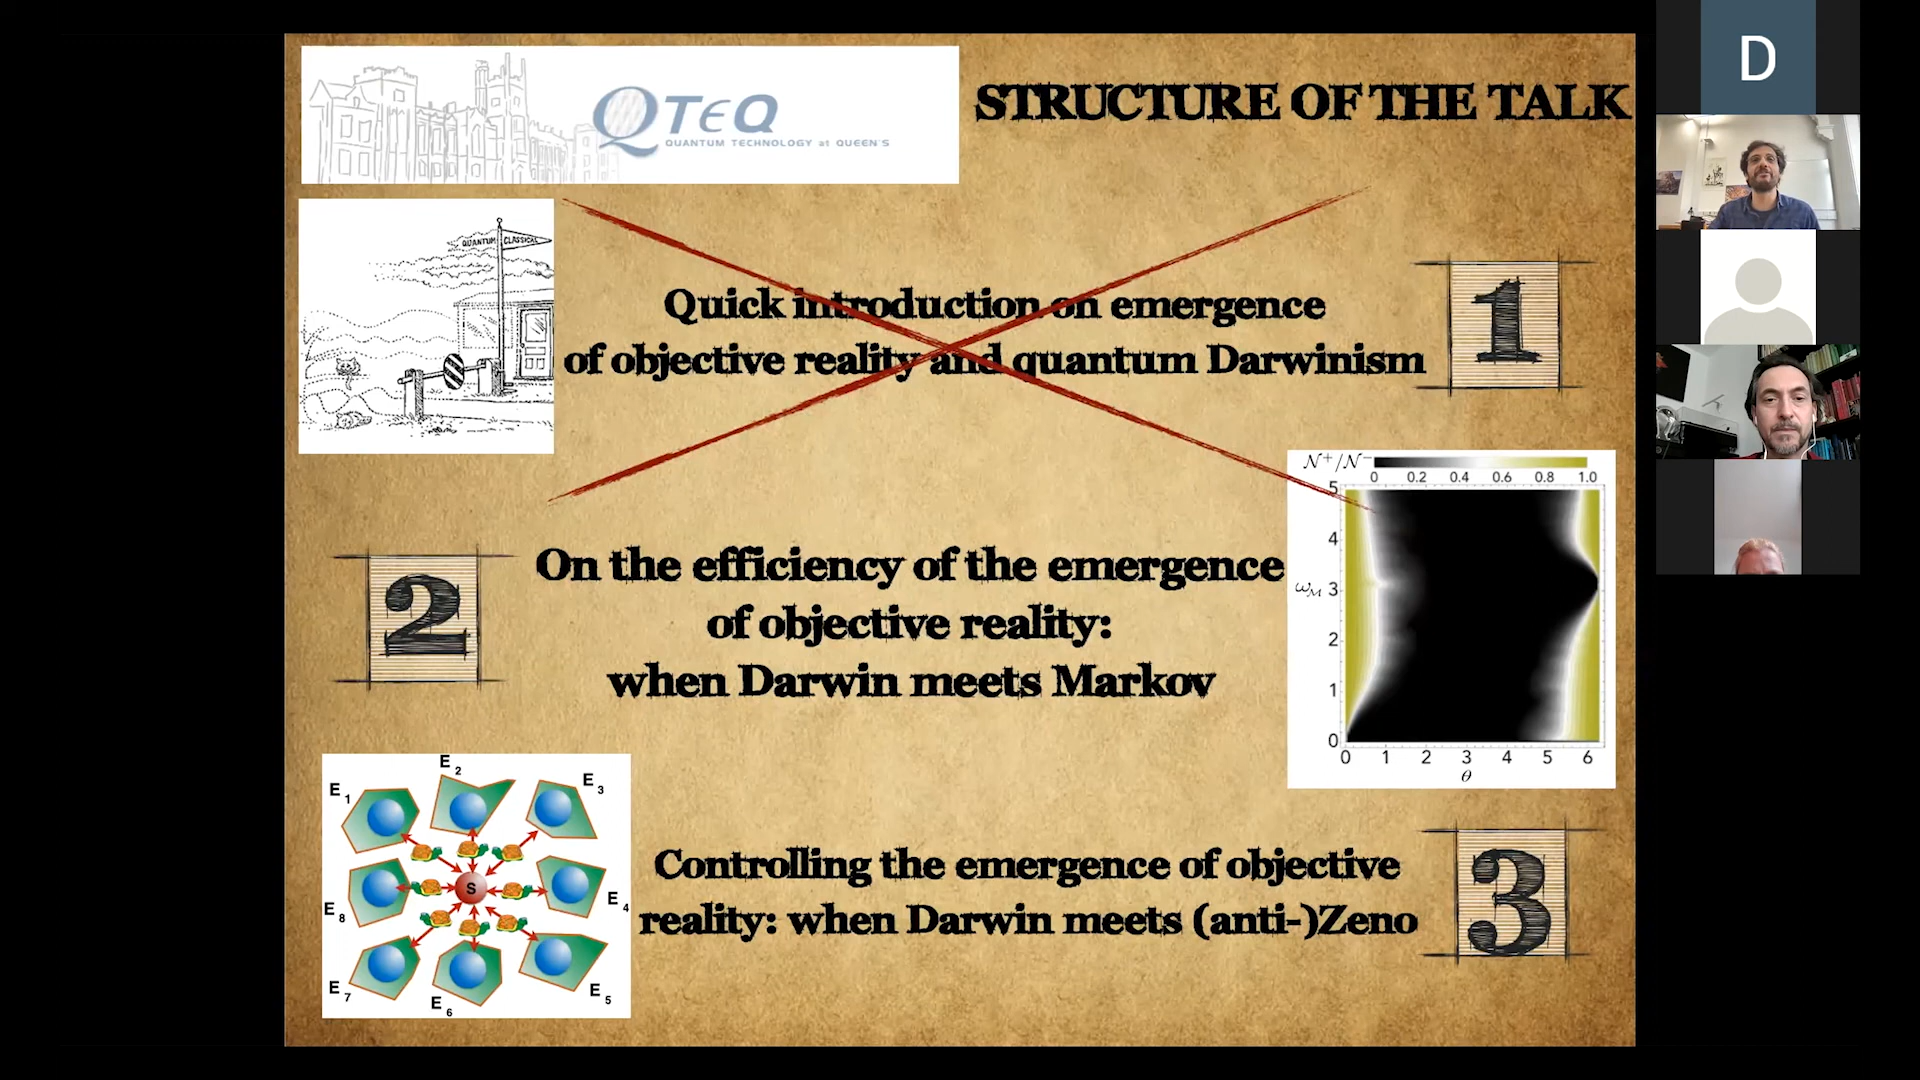 QTEQ
QUANTUM TECHNOLOGY at QUEEN'S
STRUCTURE OF THE TALK
D
QUANTUM CLASSICAL
Quick introduction on emergence
of objective reality and quantum Darwinism
1
2
On the efficiency of the emergence
of objective reality:
when Darwin meets Markov
𝒩+/𝒩−
0 0.2 0.4 0.6 0.8 1.0
5
4
ωM 3
2
1
0
0 1 2 3 4 5 6
θ
E1
E2
E3
E8
S
E4
E7
E6
E5
Controlling the emergence of objective
reality: when Darwin meets (anti-)Zeno
3